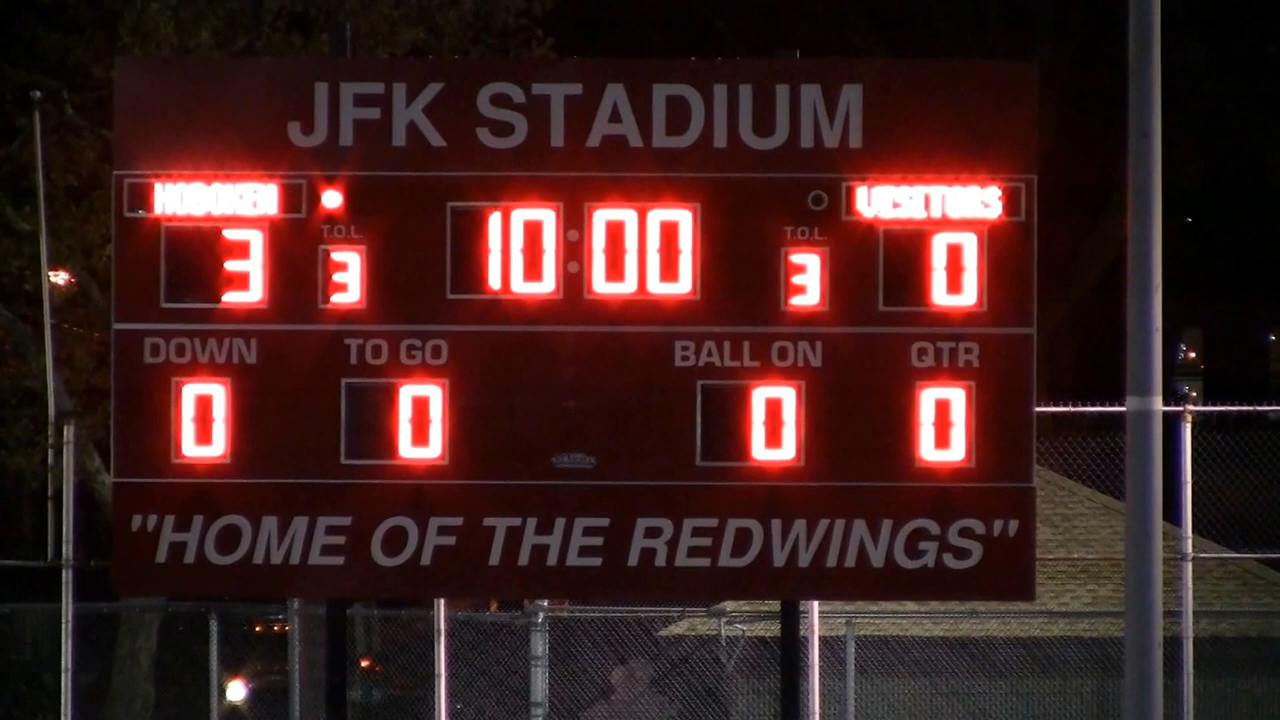 JFK STADIUM
HOBOKEN VISITORS
T.O.L. T.O.L.
3 3 10:00 3 0
DOWN TO GO BALL ON QTR
0 0 0 0
"HOME OF THE REDWINGS"